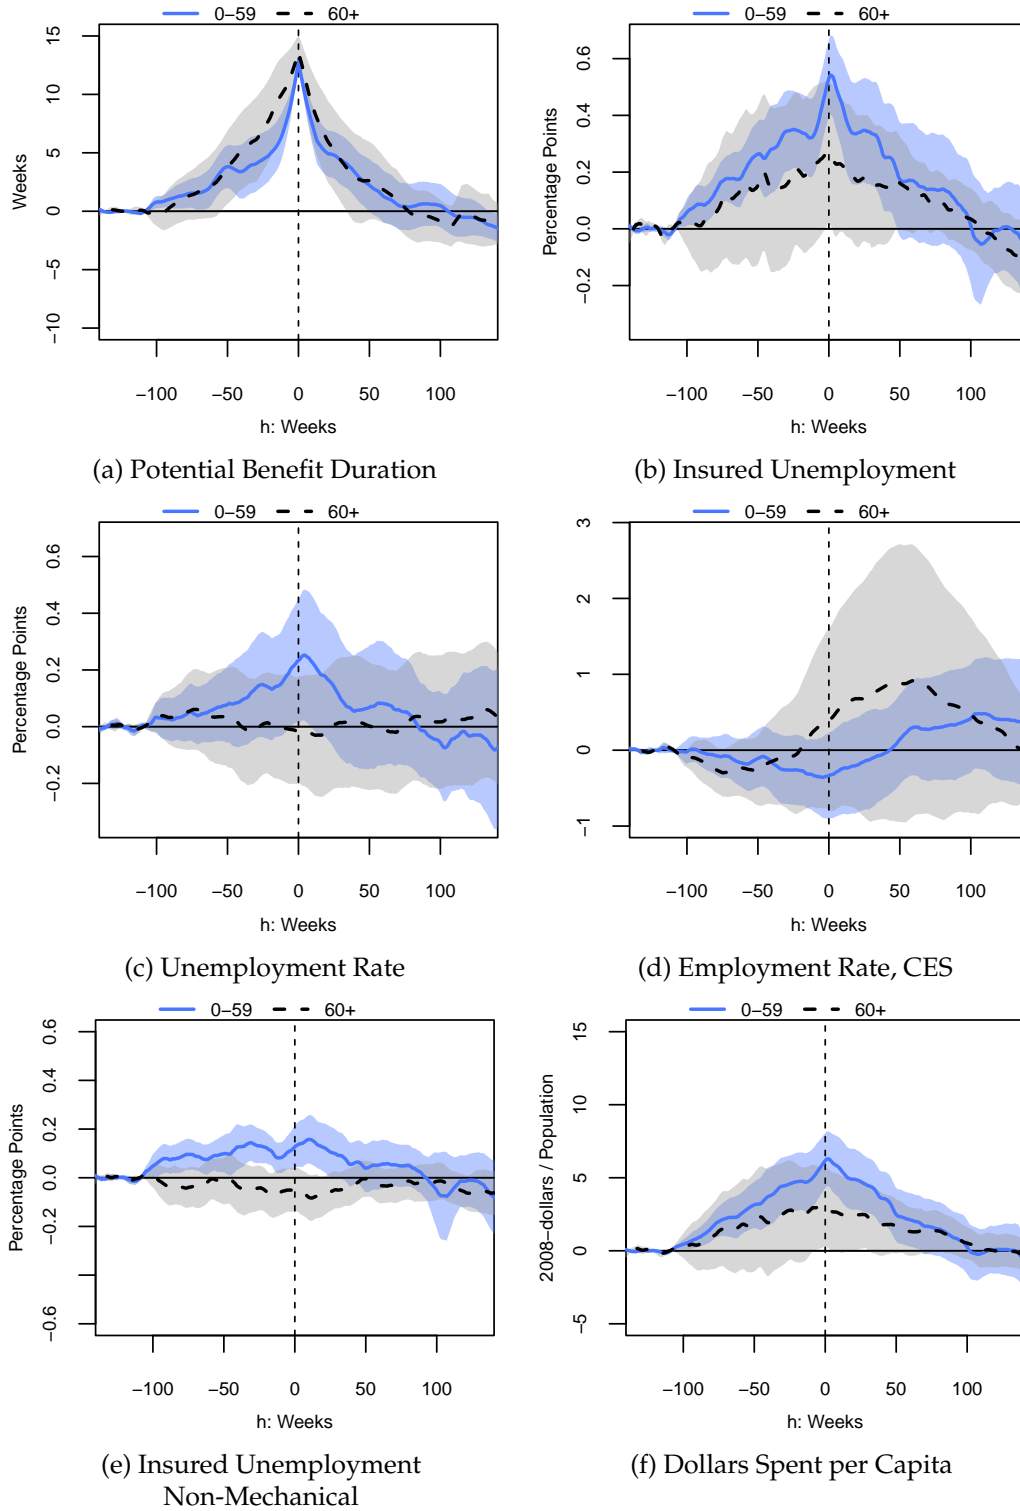 0−59 60+
Weeks
15
10
5
0
−5
−10
−100 −50 0 50 100
h: Weeks
(a) Potential Benefit Duration
0−59 60+
Percentage Points
0.6
0.4
0.2
0.0
−0.2
−100 −50 0 50 100
h: Weeks
(b) Insured Unemployment
0−59 60+
Percentage Points
0.6
0.4
0.2
0.0
−0.2
−100 −50 0 50 100
h: Weeks
(c) Unemployment Rate
0−59 60+
3
2
1
0
−1
−100 −50 0 50 100
h: Weeks
(d) Employment Rate, CES
0−59 60+
Percentage Points
0.6
0.4
0.2
0.0
−0.2
−0.6
−100 −50 0 50 100
h: Weeks
(e) Insured Unemployment
Non-Mechanical
0−59 60+
2008−dollars / Population
15
10
5
0
−5
−100 −50 0 50 100
h: Weeks
(f) Dollars Spent per Capita